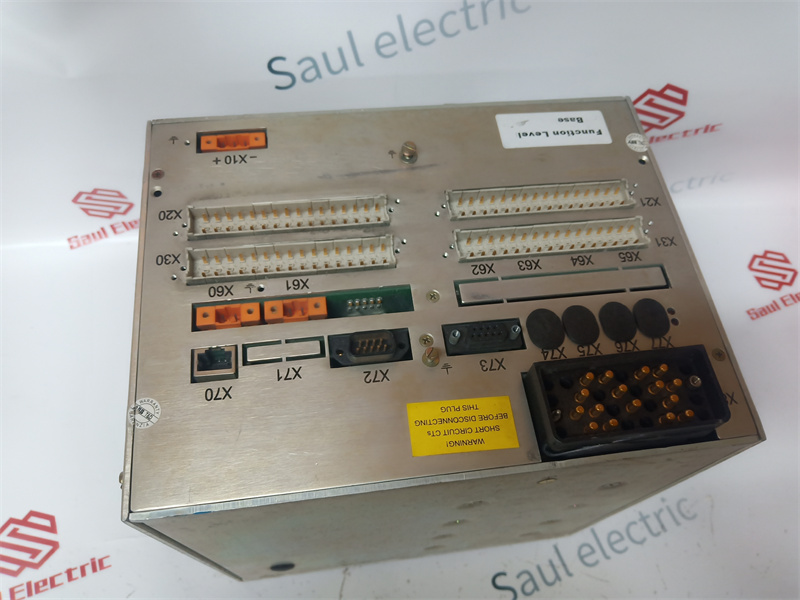 Saul electric
Saul Electric
Saul Electric
Saul Electric
Saul electric
Function Level:
Base
- X10 +
X20
X21
X30
X31
X60
X61
X62
X63
X64
X65
X70
X71
X72
X73
X74
X75
X76
X77
WARNING!
SHORT CIRCUIT CTs
BEFORE DISCONNECTING
THIS PLUG